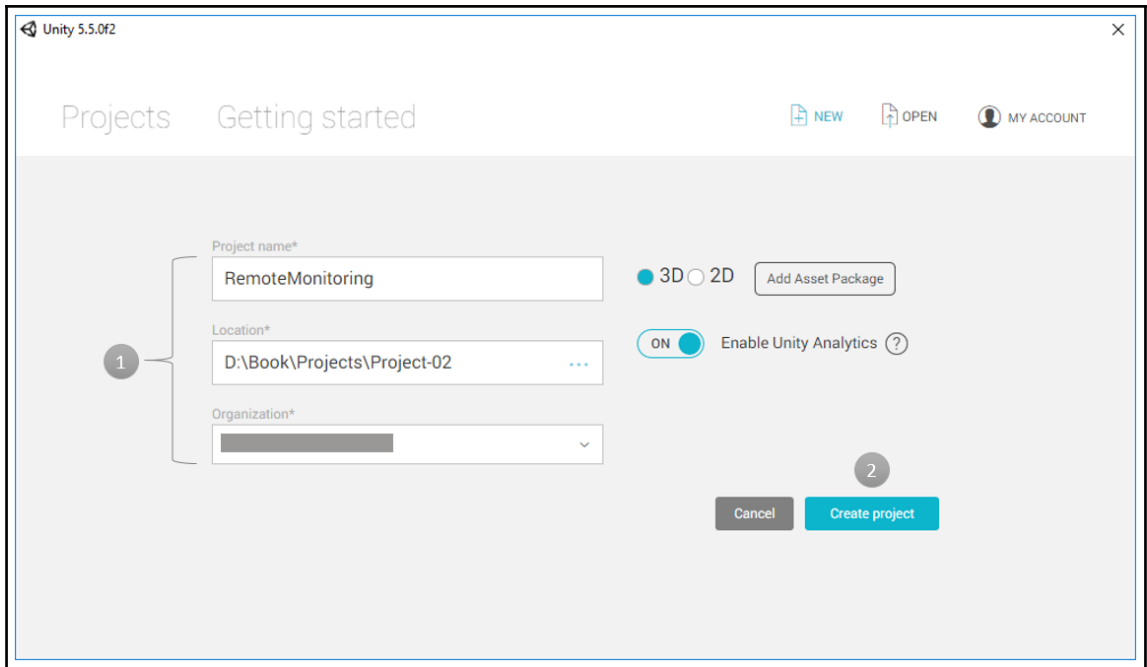 Unity 5.5.0f2
Projects Getting started NEW OPEN MY ACCOUNT
Project name*
RemoteMonitoring 3D 2D Add Asset Package
Location*
1 D:\Book\Projects\Project-02 ... ON Enable Unity Analytics ?
Organization*
2
Cancel Create project